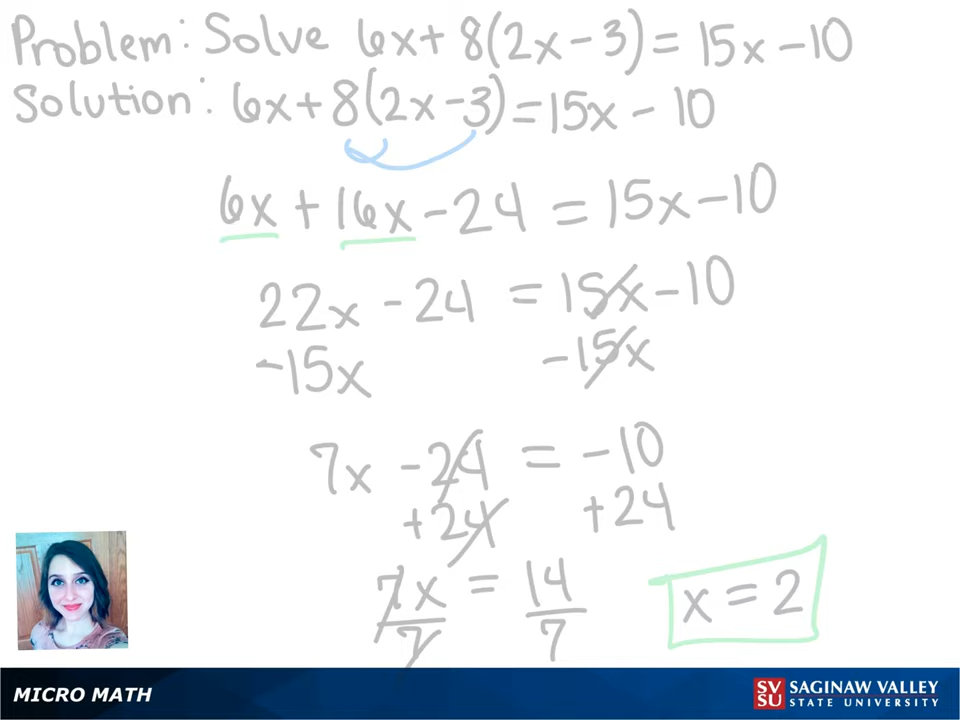 Problem: Solve 6x + 8(2x - 3) = 15x - 10
Solution: 6x + 8(2x - 3) = 15x - 10
6x + 16x - 24 = 15x - 10
22x - 24 = 15x - 10
-15x -15x
7x - 24 = -10
+24 +24
7x = 14
7 7
x = 2
MICRO MATH
SV SU SAGINAW VALLEY
STATE UNIVERSITY